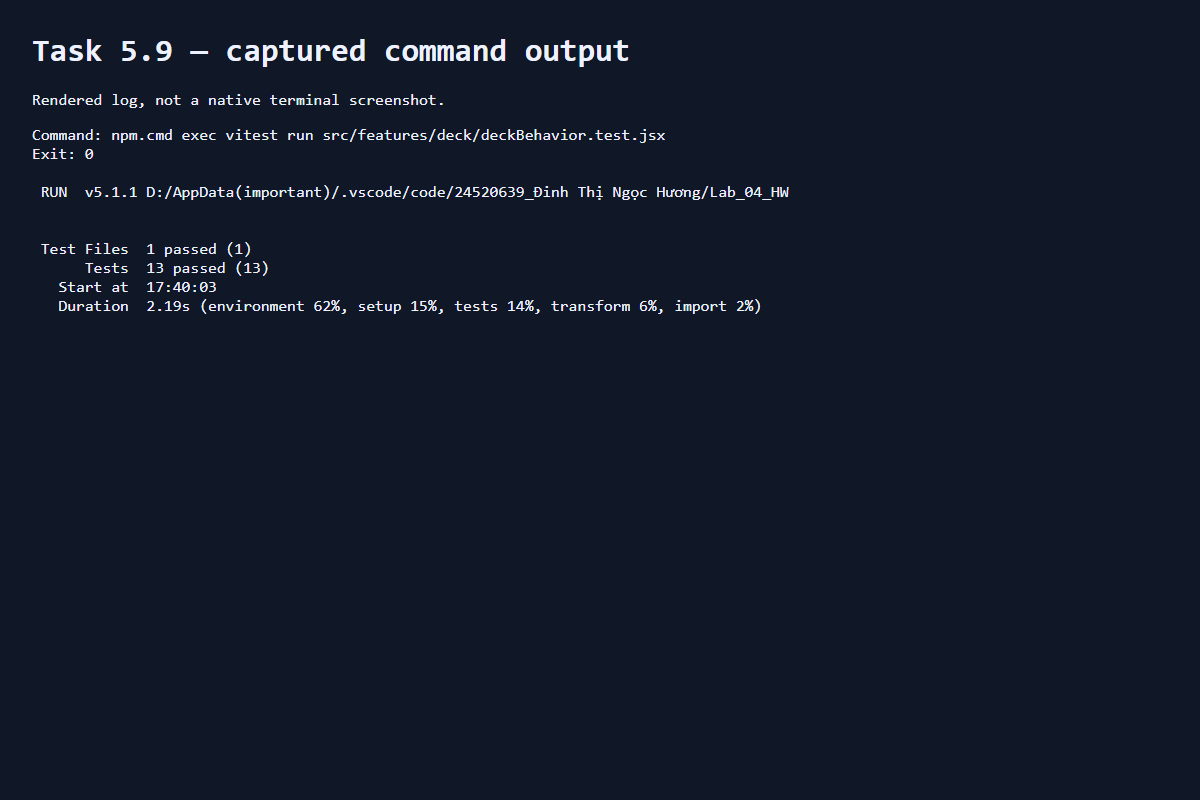 Task 5.9 — captured command output
Rendered log, not a native terminal screenshot.
Command: npm.cmd exec vitest run src/features/deck/deckBehavior.test.jsx
Exit: 0
RUN  v5.1.1 D:/AppData(important)/.vscode/code/24520639_Đinh Thị Ngọc Hương/Lab_04_HW
Test Files  1 passed (1)
Tests  13 passed (13)
Start at  17:40:03
Duration  2.19s (environment 62%, setup 15%, tests 14%, transform 6%, import 2%)